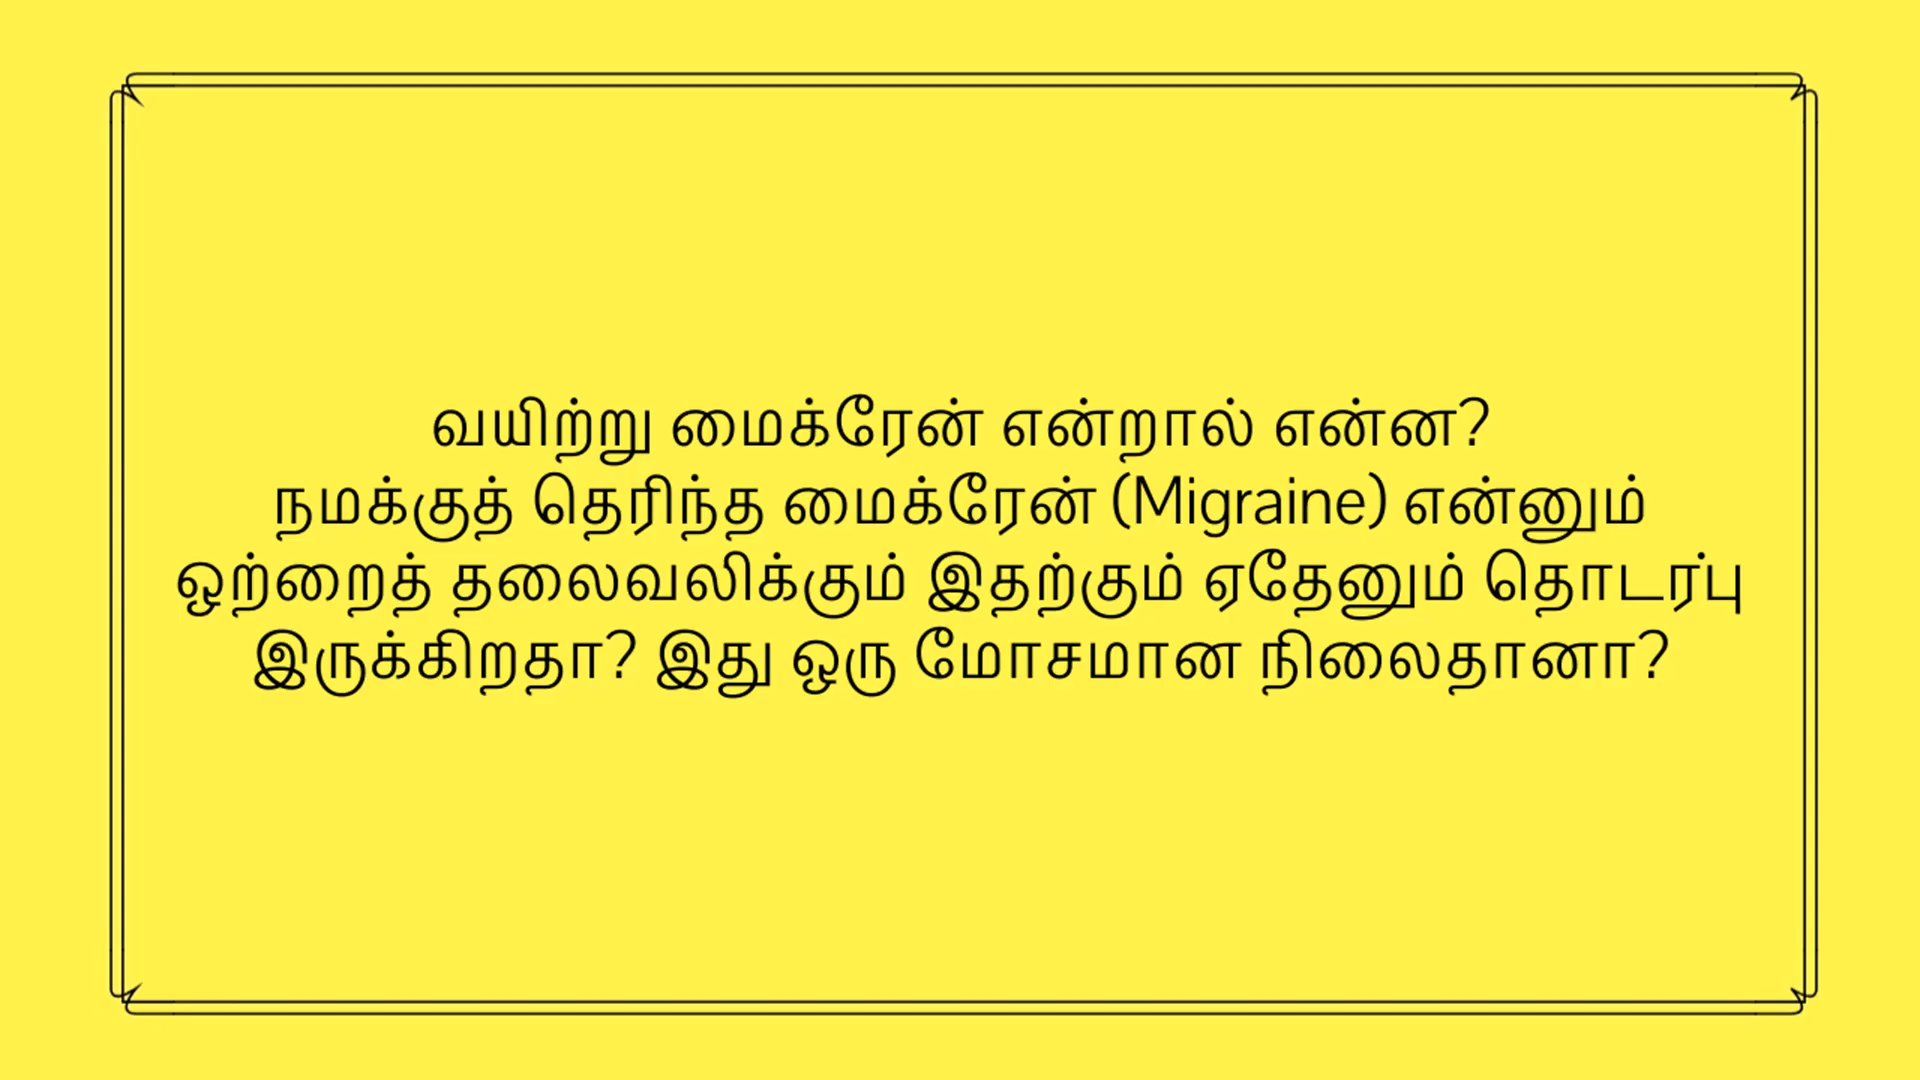 வயிற்று மைக்ரேன் என்றால் என்ன?
நமக்குத் தெரிந்த மைக்ரேன் (Migraine) என்னும்
ஒற்றைத் தலைவலிக்கும் இதற்கும் ஏதேனும் தொடர்பு
இருக்கிறதா? இது ஒரு மோசமான நிலைதானா?